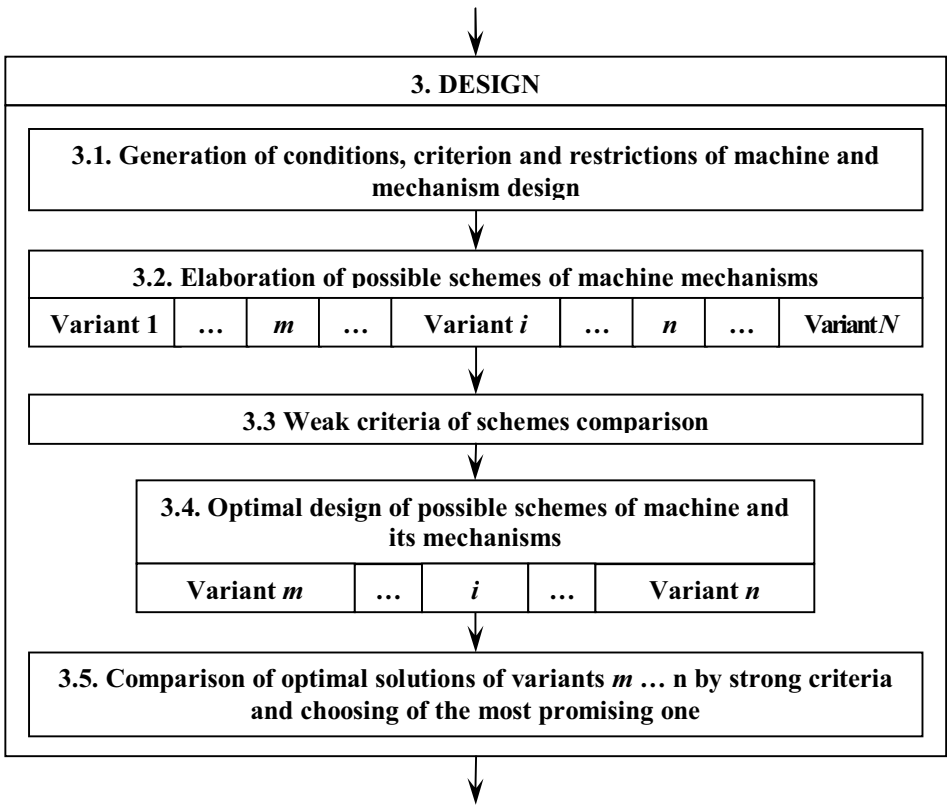 3. DESIGN
3.1. Generation of conditions, criterion and restrictions of machine and
mechanism design
3.2. Elaboration of possible schemes of machine mechanisms
Variant 1 … m … Variant i … n … Variant N
3.3 Weak criteria of schemes comparison
3.4. Optimal design of possible schemes of machine and
its mechanisms
Variant m … i … Variant n
3.5. Comparison of optimal solutions of variants m … n by strong criteria
and choosing of the most promising one